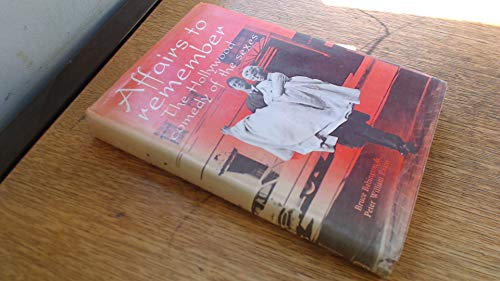 Affairs to
remember
The Hollywood
comedy of the sexes
Bruce Babington &
Peter William Evans